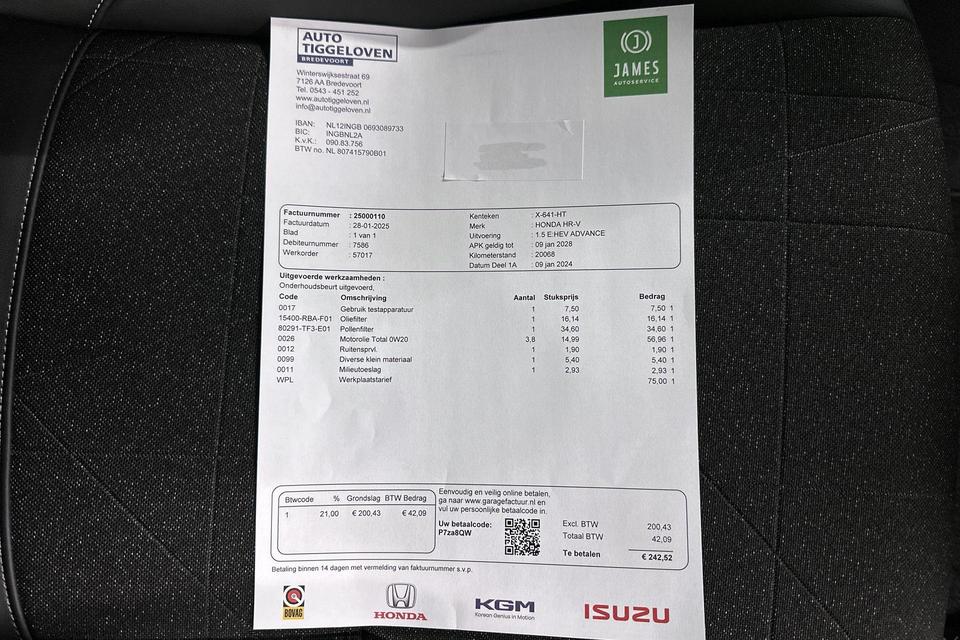 AUTO
TIGGELOVEN
BREDEVOORT
Winterswijksestraat 69
7126 AA Bredevoort
Tel. 0543 - 451 252
www.autotiggeloven.nl
info@autotiggeloven.nl
IBAN: NL12INGB 0693089733
BIC: INGBNL2A
K.v.K.: 090.83.756
BTW no. NL 807415790B01
JAMES
AUTOSERVICE
Factuurnummer : 25000110
Factuurdatum : 28-01-2025
Blad : 1 van 1
Debiteurnummer : 7586
Werkorder : 57017
Kenteken : X-641-HT
Merk : HONDA HR-V
Uitvoering : 1.5 E:HEV ADVANCE
APK geldig tot : 09 jan 2028
Kilometerstand : 20068
Datum Deel 1A : 09 jan 2024
Uitgevoerde werkzaamheden :
Onderhoudsbeurt uitgevoerd,
Code Omschrijving Aantal Stuksprijs Bedrag
0017 Gebruik testapparatuur 1 7,50 7,50 1
15400-RBA-F01 Oliefilter 1 16,14 16,14 1
80291-TF3-E01 Pollenfilter 1 34,60 34,60 1
0026 Motorolie Total 0W20 3,8 14,99 56,96 1
0012 Ruitensprvl. 1 1,90 1,90 1
0099 Diverse klein materiaal 1 5,40 5,40 1
0011 Milieutoeslag 1 2,93 2,93 1
WPL Werkplaatstarief 75,00 1
Btwcode % Grondslag BTW Bedrag
1 21,00 € 200,43 € 42,09
Eenvoudig en veilig online betalen,
ga naar www.garagefactuur.nl en
vul uw persoonlijke betaalcode in.
Uw betaalcode:
P7za8QW
Excl. BTW 200,43
Totaal BTW 42,09
Te betalen € 242,52
Betaling binnen 14 dagen met vermelding van factuurnummer s.v.p.
BOVAG
HONDA
KGM
Korean Genius in Motion
ISUZU